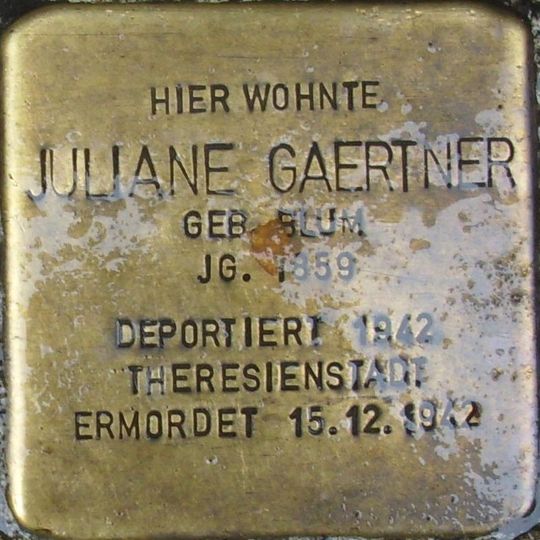 HIER WOHNTE
JULIANE GAERTNER
GEB. BLUM
JG. 1859
DEPORTIERT 1942
THERESIENSTADT
ERMORDET 15.12.1942